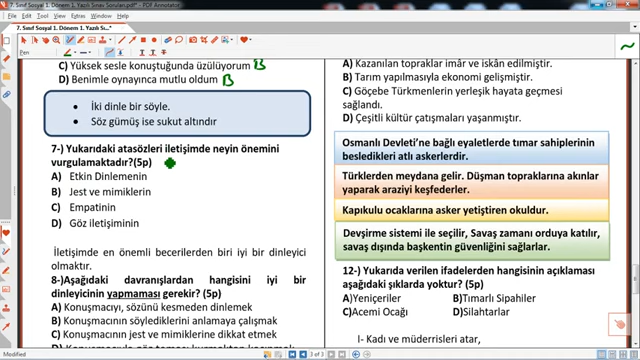 7. Sınıf Sosyal 1. Dönem 1. Yazılı Sınav Soruları.pdf* - PDF Annotator
File Edit Tool Insert View Extras Window Help
7. Sınıf Sosyal 1. Dönem 1. Yazılı S...*
Pen
C) Yüksek sesle konuştuğunda üzülüyorum B
D) Benimle oynayınca mutlu oldum B
• İki dinle bir söyle.
• Söz gümüş ise sukut altındır
7-) Yukarıdaki atasözleri iletişimde neyin önemini
vurgulamaktadır?(5p)
A) Etkin Dinlemenin
B) Jest ve mimiklerin
C) Empatinin
D) Göz iletişiminin
İletişimde en önemli becerilerden biri iyi bir dinleyici
olmaktır.
8-)Aşağıdaki davranışlardan hangisini iyi bir
dinleyicinin yapmaması gerekir? (5p)
A) Konuşmacıyı, sözünü kesmeden dinlemek
B) Konuşmacının söylediklerini anlamaya çalışmak
C) Konuşmacının jest ve mimiklerine dikkat etmek
A) Kazanılan topraklar imâr ve iskân edilmiştir.
B) Tarım yapılmasıyla ekonomi gelişmiştir.
C) Göçebe Türkmenlerin yerleşik hayata geçmesi
sağlandı.
D) Çeşitli kültür çatışmaları yaşanmıştır.
Osmanlı Devleti'ne bağlı eyaletlerde tımar sahiplerinin
besledikleri atlı askerlerdir.
Türklerden meydana gelir. Düşman topraklarına akınlar
yaparak araziyi keşfederler.
Kapıkulu ocaklarına asker yetiştiren okuldur.
Devşirme sistemi ile seçilir, Savaş zamanı orduya katılır,
savaş dışında başkentin güvenliğini sağlarlar.
12-) Yukarıda verilen ifadelerden hangisinin açıklaması
aşağıdaki şıklarda yoktur? (5p)
A)Yeniçeriler B)Tımarlı Sipahiler
C)Acemi Ocağı D)Silahtarlar
I- Kadı ve müderrisleri atar,
Modified
3 of 3